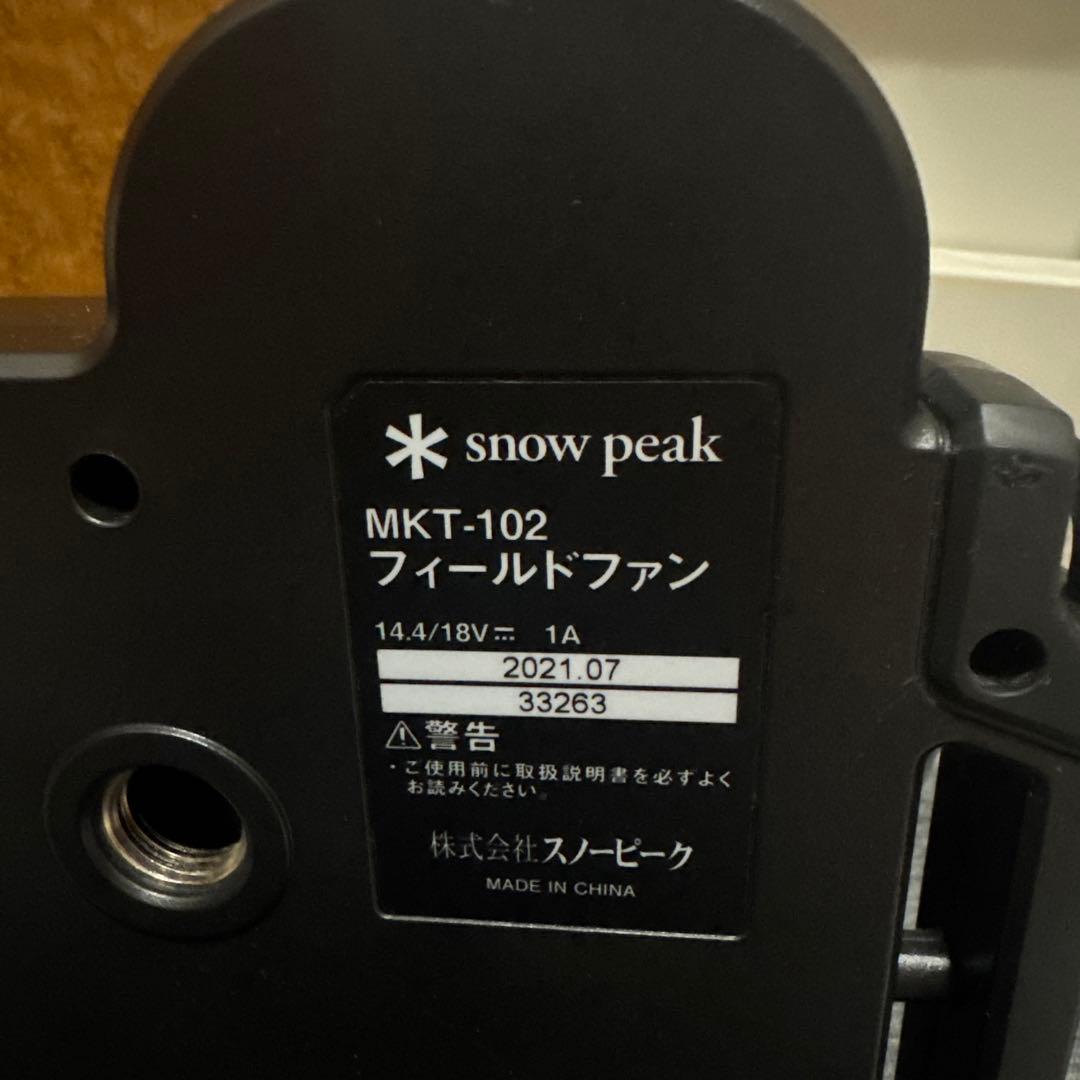 snow peak
MKT-102
フィールドファン
14.4/18V⎓ 1A
2021.07
33263
⚠警告
・ご使用前に取扱説明書を必ずよく
お読みください。
株式会社スノーピーク
MADE IN CHINA